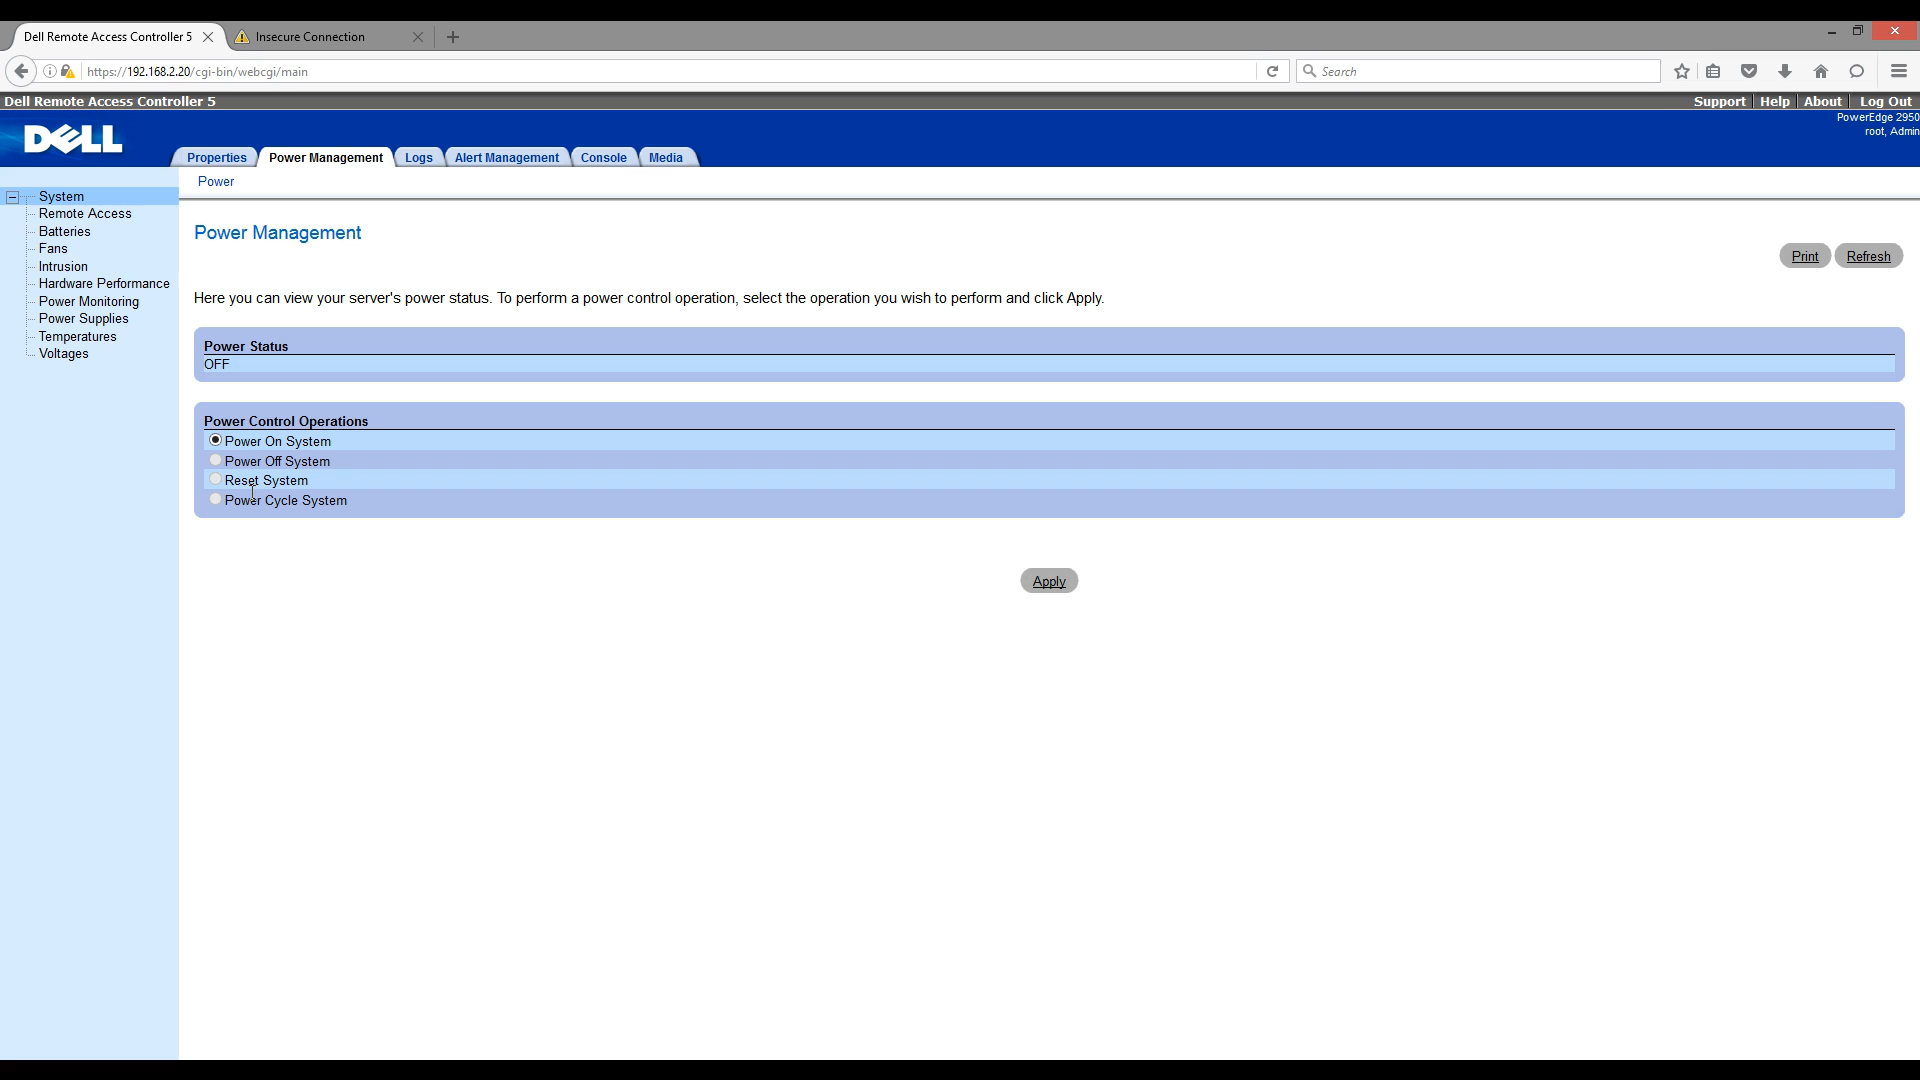 Dell Remote Access Controller 5
Insecure Connection
https://192.168.2.20/cgi-bin/webcgi/main
Search
Dell Remote Access Controller 5
Support Help About Log Out
DELL
PowerEdge 2950
root, Admin
Properties Power Management Logs Alert Management Console Media
Power
System
Remote Access
Batteries
Fans
Intrusion
Hardware Performance
Power Monitoring
Power Supplies
Temperatures
Voltages
Power Management
Print Refresh
Here you can view your server's power status. To perform a power control operation, select the operation you wish to perform and click Apply.
Power Status
OFF
Power Control Operations
Power On System
Power Off System
Reset System
Power Cycle System
Apply